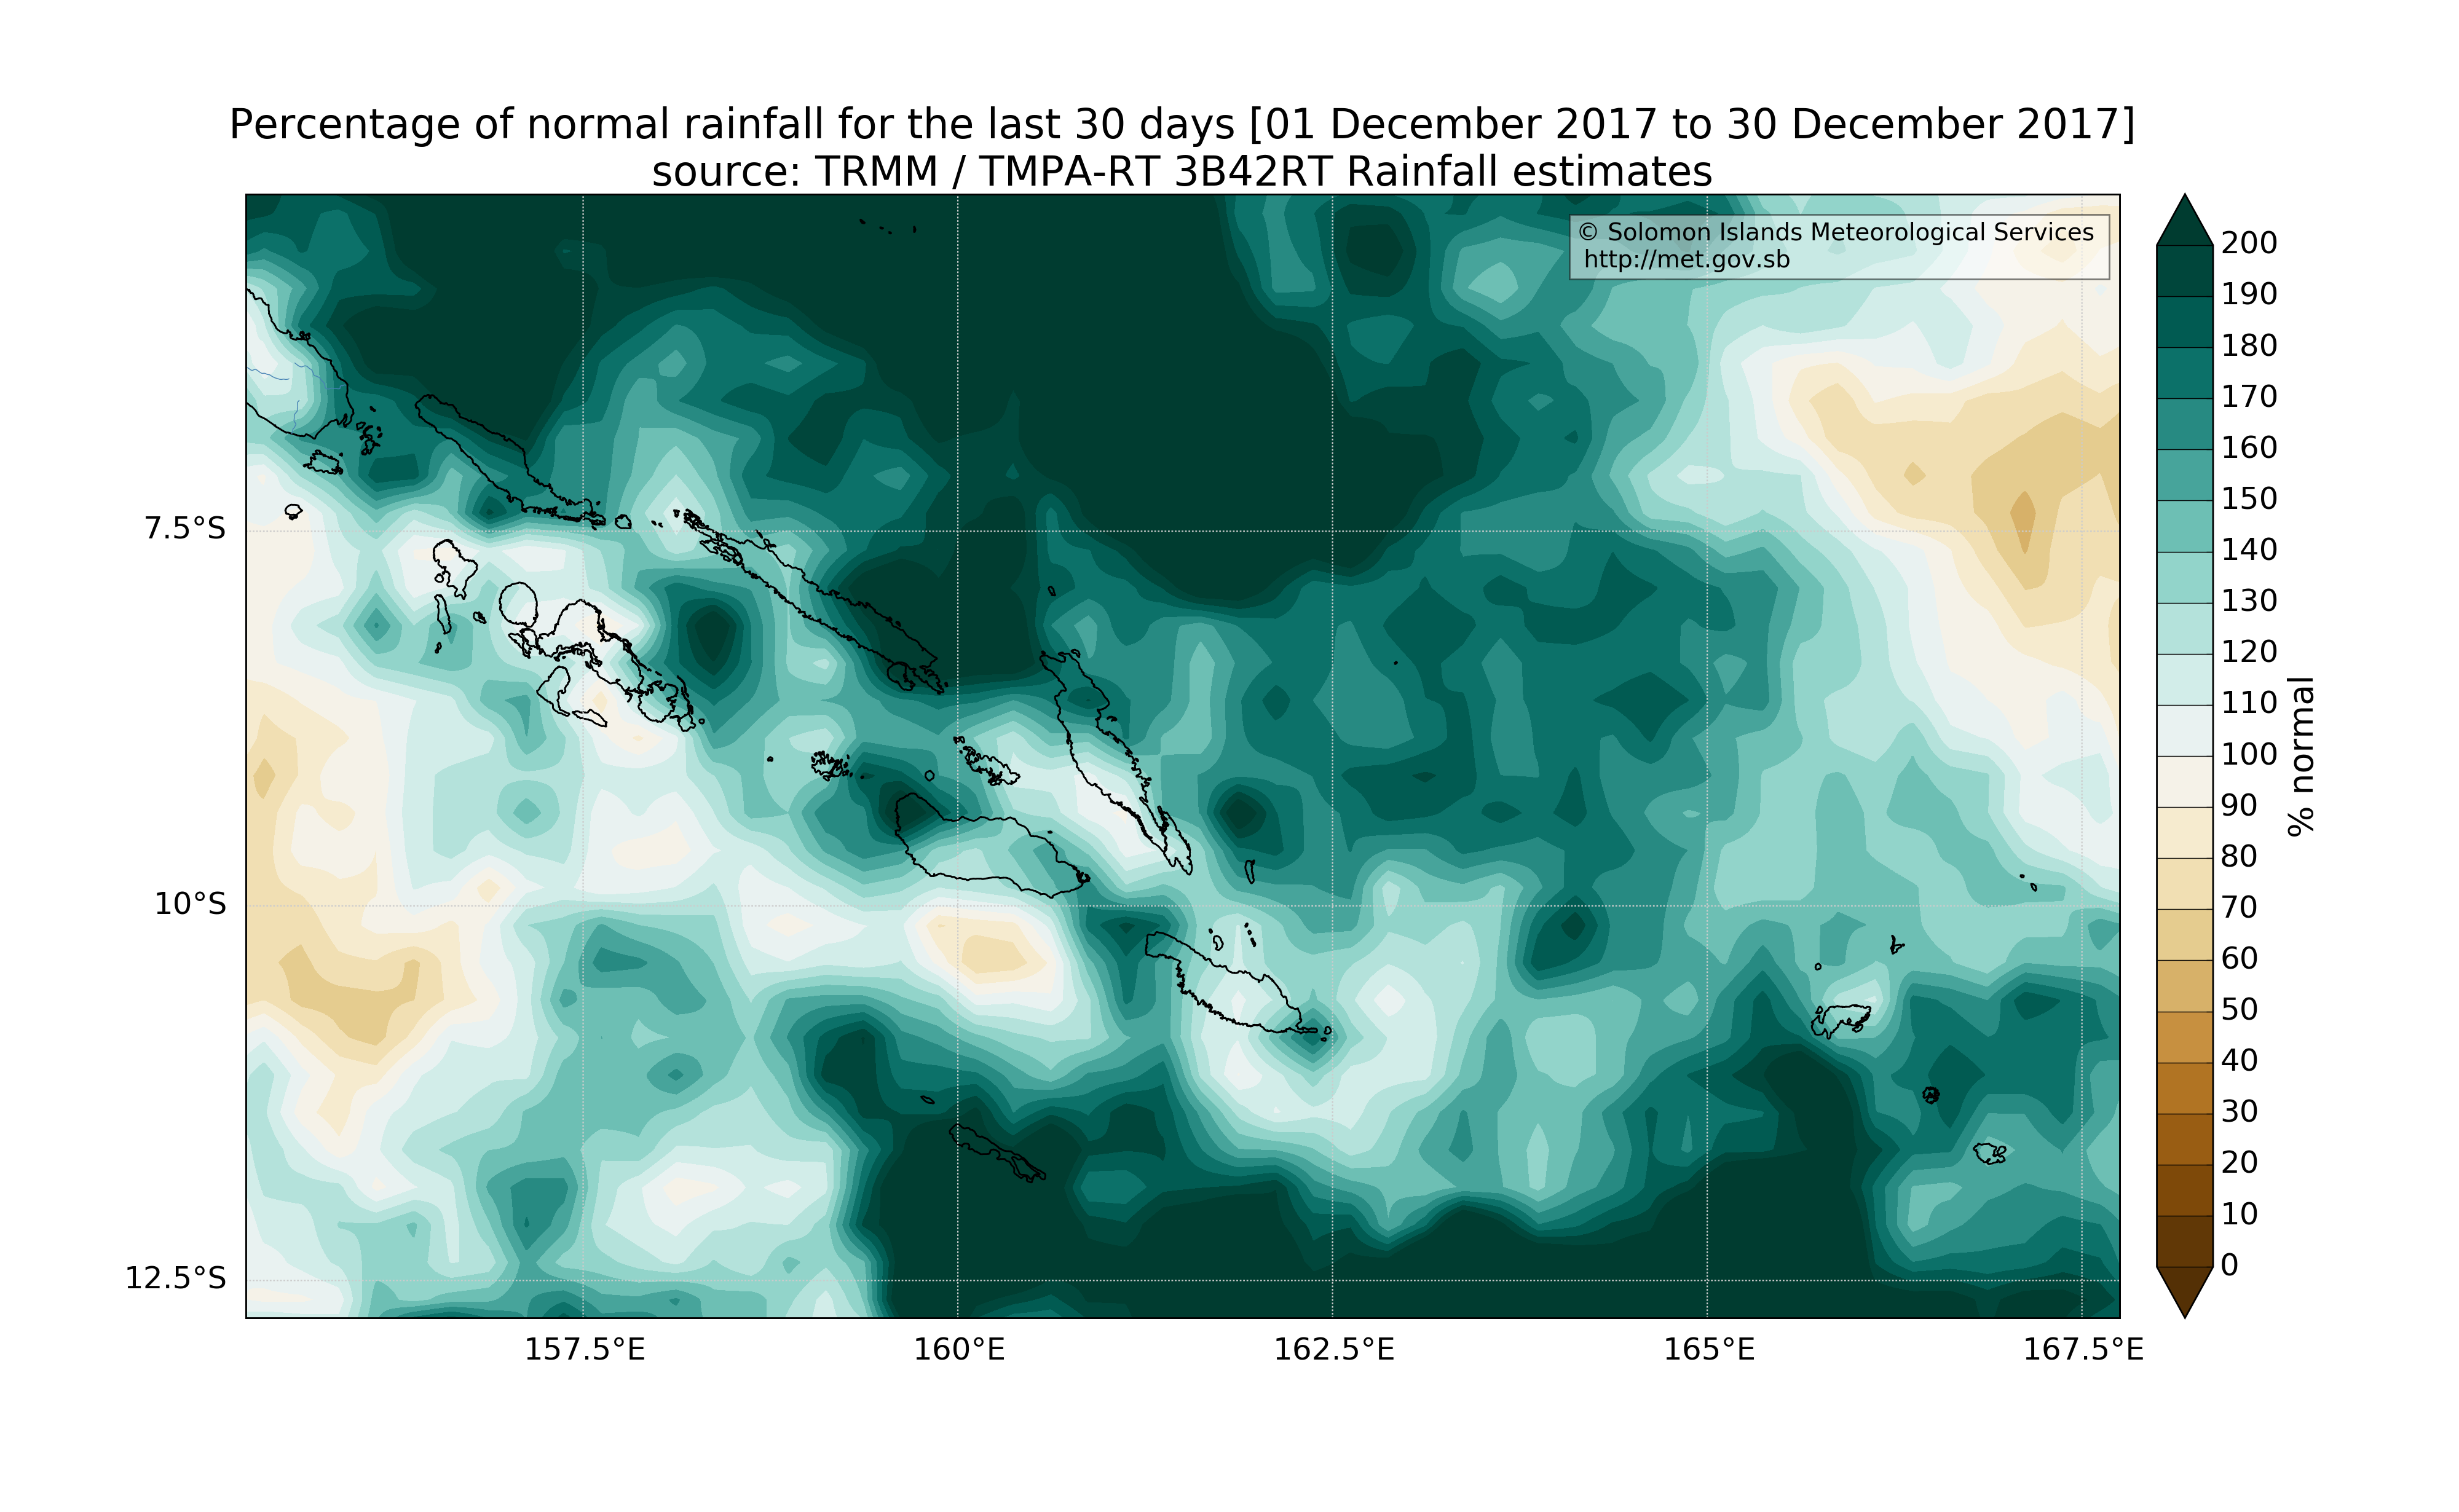 Percentage of normal rainfall for the last 30 days [01 December 2017 to 30 December 2017]
source: TRMM / TMPA-RT 3B42RT Rainfall estimates
© Solomon Islands Meteorological Services
http://met.gov.sb
7.5°S
10°S
12.5°S
157.5°E
160°E
162.5°E
165°E
167.5°E
200
190
180
170
160
150
140
130
120
110
100
90
80
70
60
50
40
30
20
10
0
% normal